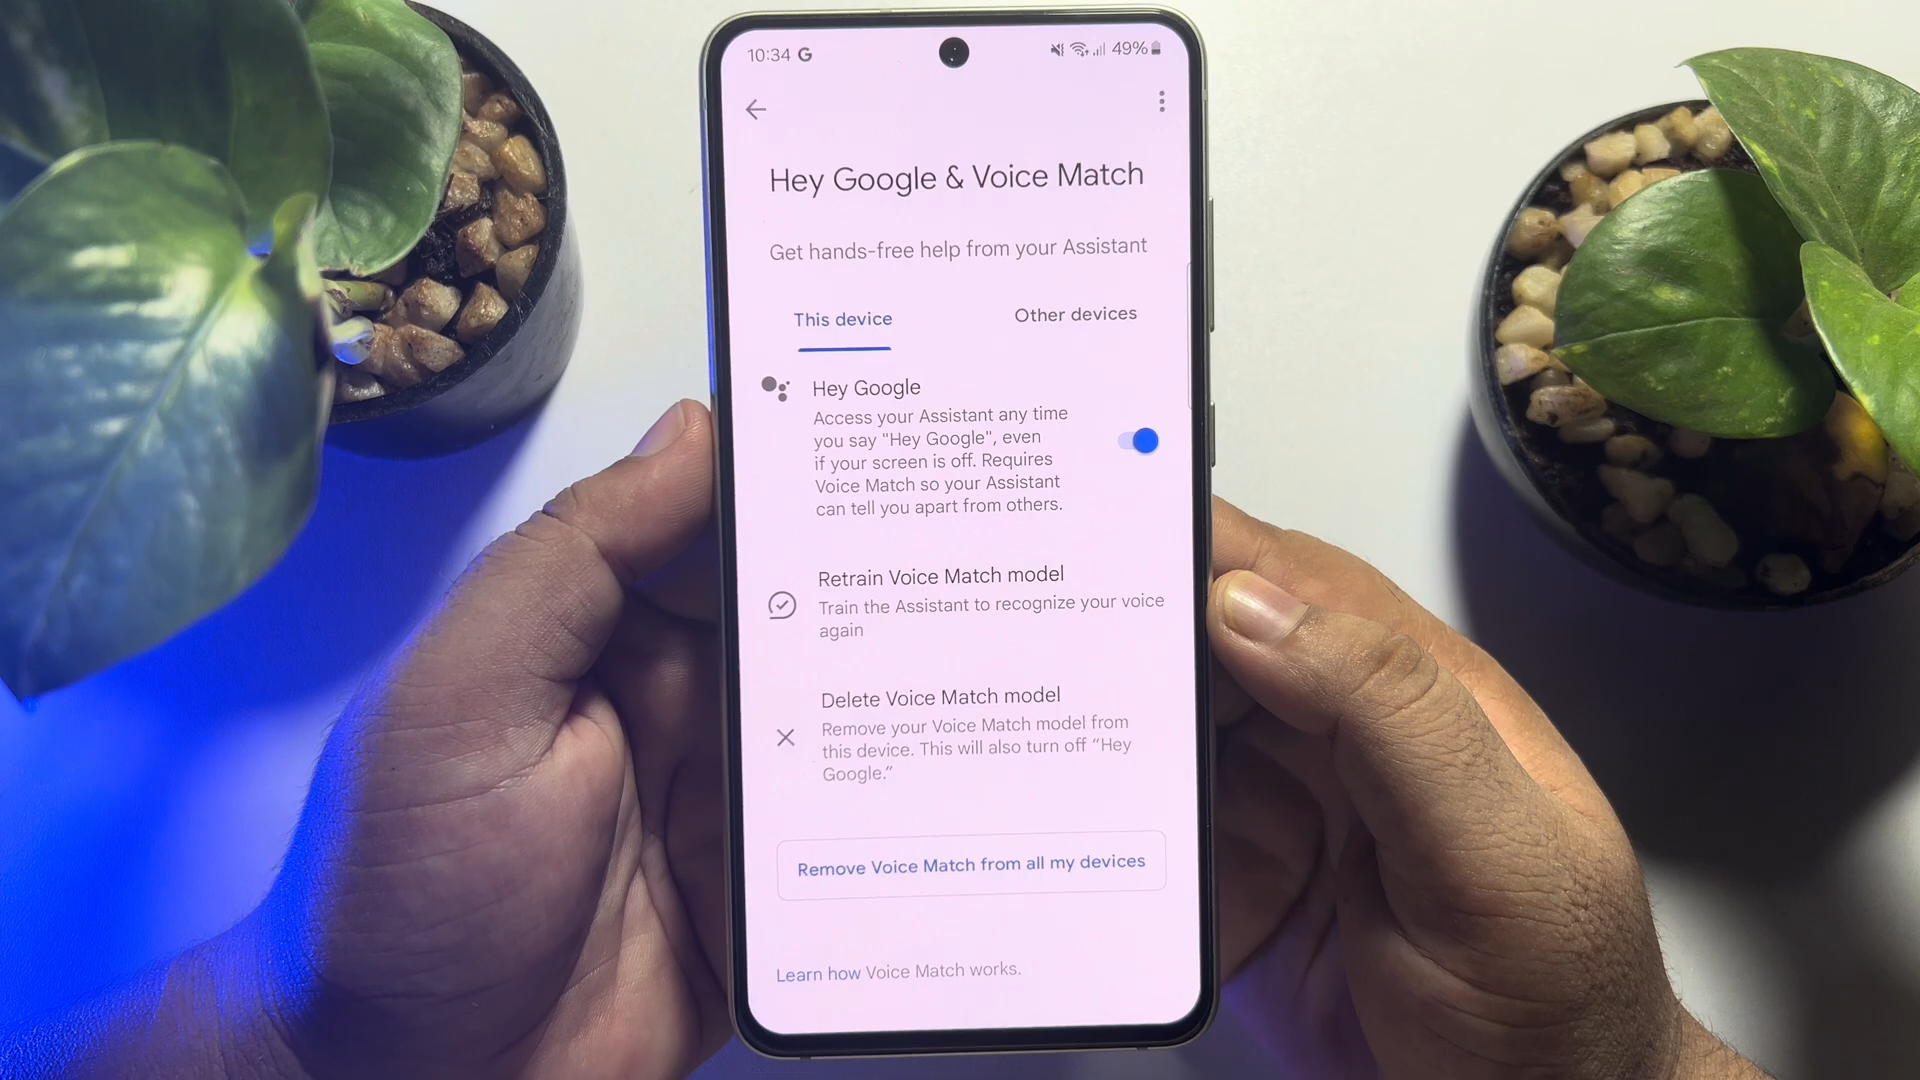 10:34 G
49%
Hey Google & Voice Match
Get hands-free help from your Assistant
This device
Other devices
Hey Google
Access your Assistant any time
you say "Hey Google", even
if your screen is off. Requires
Voice Match so your Assistant
can tell you apart from others.
Retrain Voice Match model
Train the Assistant to recognize your voice
again
Delete Voice Match model
Remove your Voice Match model from
this device. This will also turn off “Hey
Google.”
Remove Voice Match from all my devices
Learn how Voice Match works.